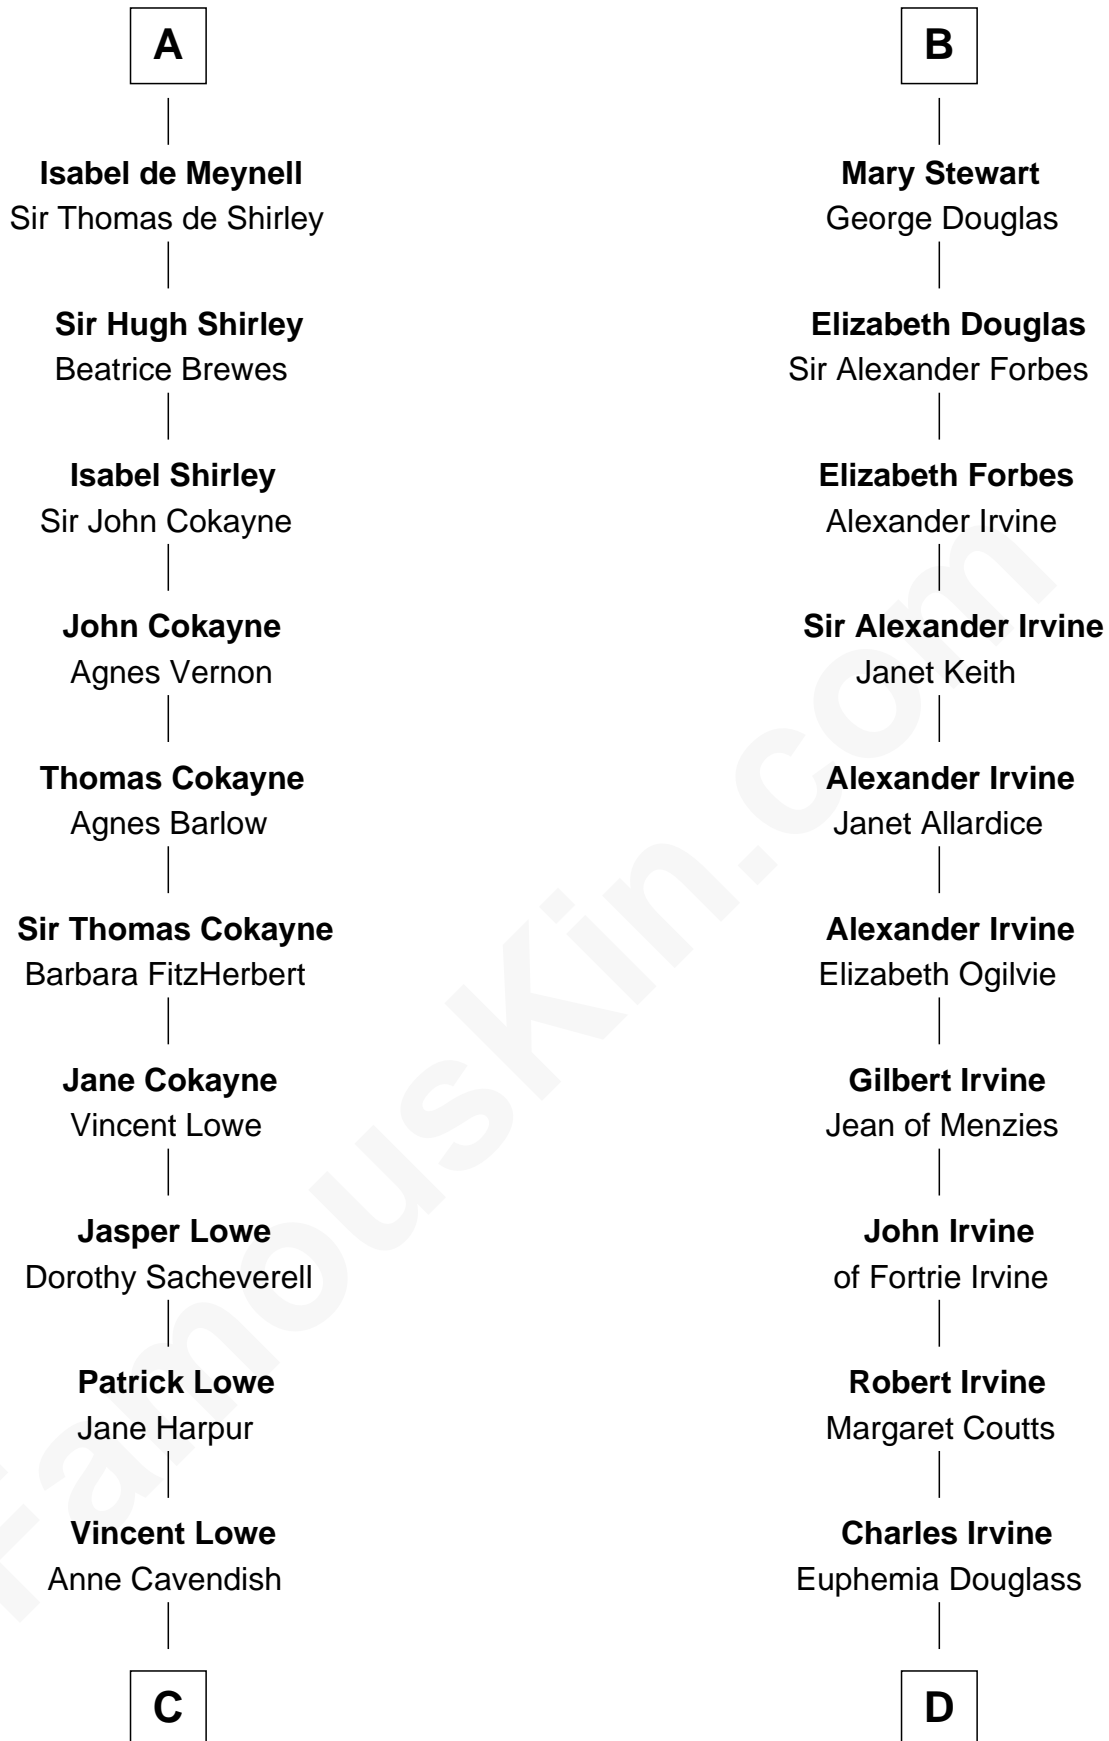 A
Isabel de Meynell
Sir Thomas de Shirley
Sir Hugh Shirley
Beatrice Brewes
Isabel Shirley
Sir John Cokayne
John Cokayne
Agnes Vernon
Thomas Cokayne
Agnes Barlow
Sir Thomas Cokayne
Barbara FitzHerbert
Jane Cokayne
Vincent Lowe
Jasper Lowe
Dorothy Sacheverell
Patrick Lowe
Jane Harpur
Vincent Lowe
Anne Cavendish
C
B
Mary Stewart
George Douglas
Elizabeth Douglas
Sir Alexander Forbes
Elizabeth Forbes
Alexander Irvine
Sir Alexander Irvine
Janet Keith
Alexander Irvine
Janet Allardice
Alexander Irvine
Elizabeth Ogilvie
Gilbert Irvine
Jean of Menzies
John Irvine
of Fortrie Irvine
Robert Irvine
Margaret Coutts
Charles Irvine
Euphemia Douglass
D
FamousKin.com